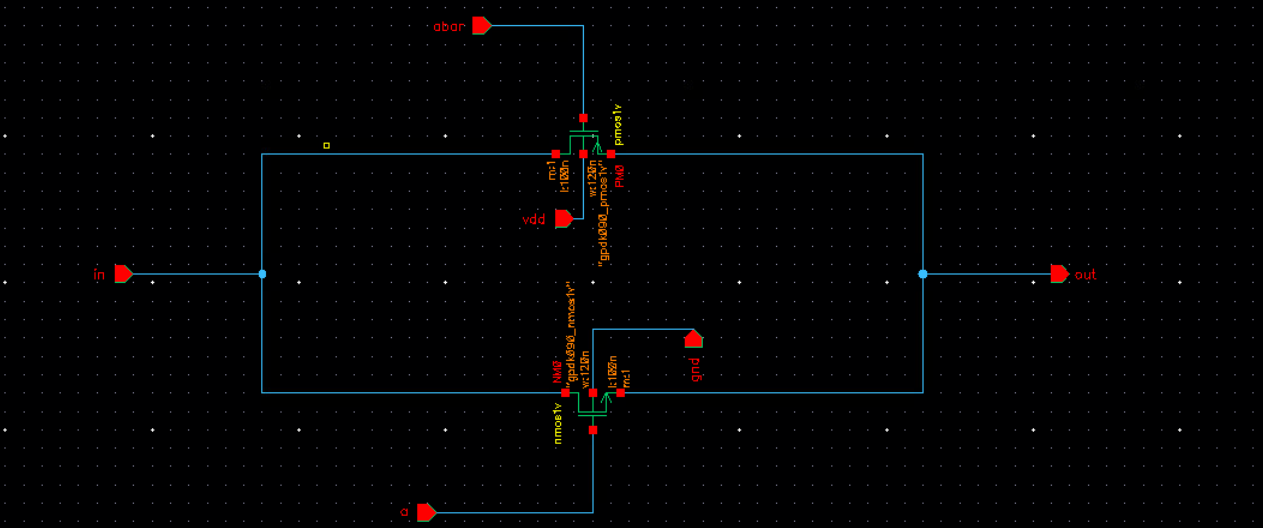 abar
pmos1v
m:1
l:100n
w:120n
"gpdk090_pmos1v"
PM0
vdd
in
out
gnd
NM0
"gpdk090_nmos1v"
w:120n
l:100n
m:1
nmos1v
a